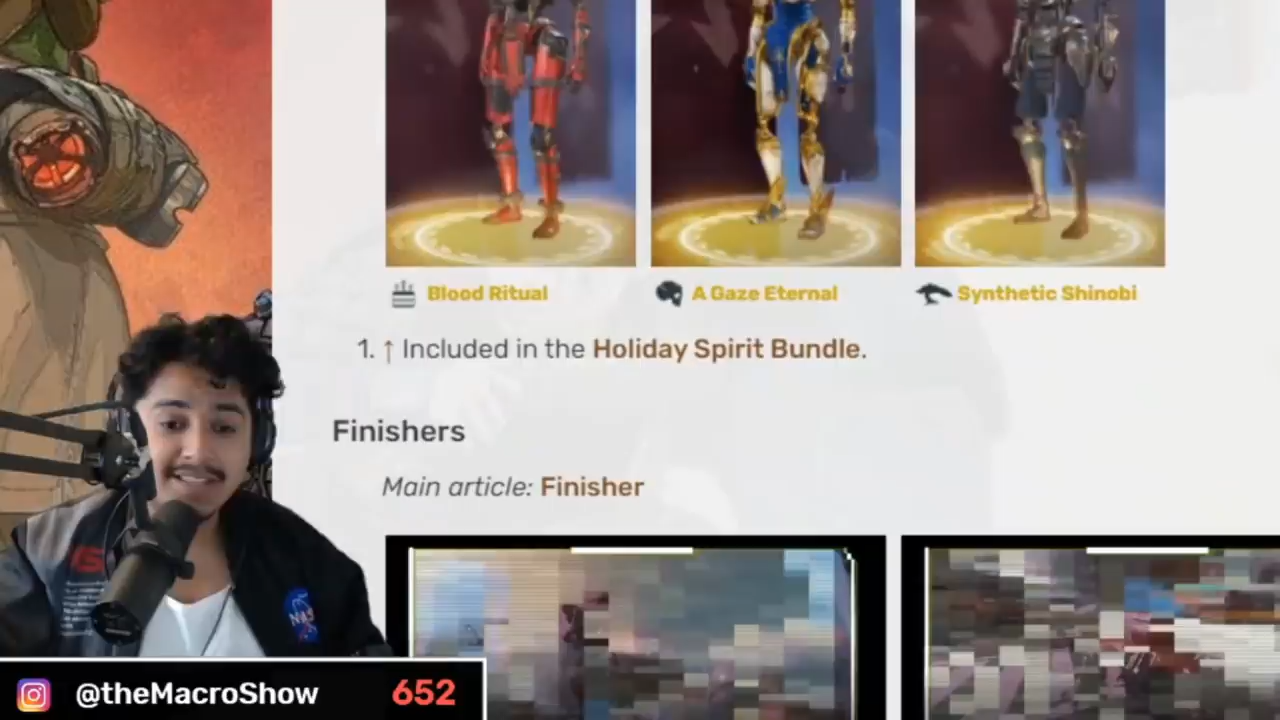 Blood Ritual
A Gaze Eternal
Synthetic Shinobi
1. ↑ Included in the Holiday Spirit Bundle.
Finishers
Main article: Finisher
NASA
@theMacroShow
652